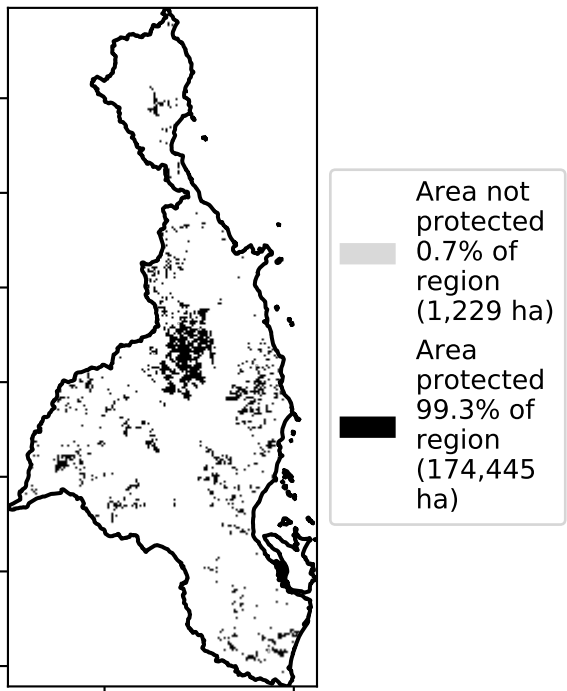 Area not
protected
0.7% of
region
(1,229 ha)
Area
protected
99.3% of
region
(174,445
ha)